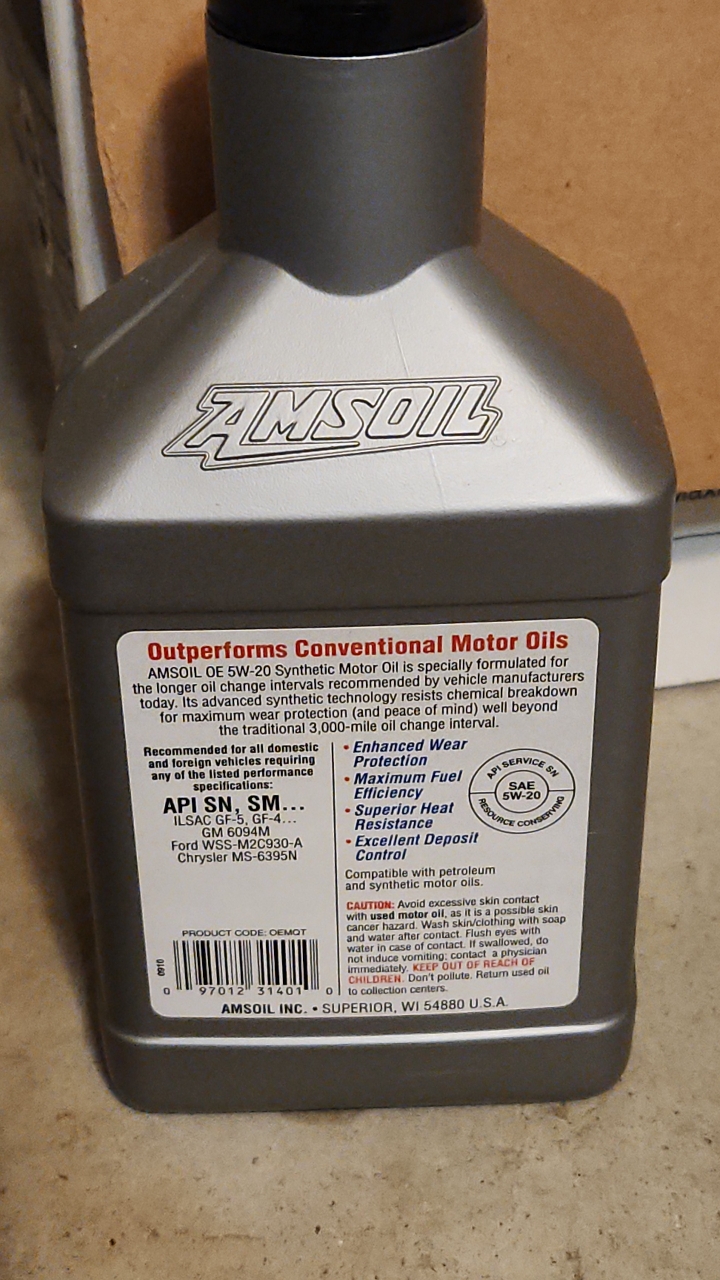 AMSOIL
Outperforms Conventional Motor Oils
AMSOIL OE 5W-20 Synthetic Motor Oil is specially formulated for
the longer oil change intervals recommended by vehicle manufacturers
today. Its advanced synthetic technology resists chemical breakdown
for maximum wear protection (and peace of mind) well beyond
the traditional 3,000-mile oil change interval.
Recommended for all domestic
and foreign vehicles requiring
any of the listed performance
specifications:
API SN, SM...
ILSAC GF-5, GF-4...
GM 6094M
Ford WSS-M2C930-A
Chrysler MS-6395N
PRODUCT CODE: OEMQT
0910
0 97012 31401 0
• Enhanced Wear
Protection
• Maximum Fuel
Efficiency
• Superior Heat
Resistance
• Excellent Deposit
Control
API SERVICE SN
SAE
5W-20
RESOURCE CONSERVING
Compatible with petroleum
and synthetic motor oils.
CAUTION: Avoid excessive skin contact
with used motor oil, as it is a possible skin
cancer hazard. Wash skin/clothing with soap
and water after contact. Flush eyes with
water in case of contact. If swallowed, do
not induce vomiting; contact a physician
immediately. KEEP OUT OF REACH OF
CHILDREN. Don't pollute. Return used oil
to collection centers.
AMSOIL INC. • SUPERIOR, WI 54880 U.S.A.